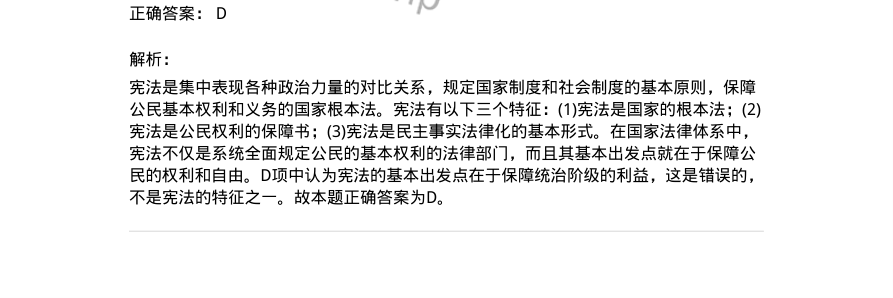 正确答案： D
解析：
宪法是集中表现各种政治力量的对比关系，规定国家制度和社会制度的基本原则，保障
公民基本权利和义务的国家根本法。宪法有以下三个特征：(1)宪法是国家的根本法；(2)
宪法是公民权利的保障书；(3)宪法是民主事实法律化的基本形式。在国家法律体系中，
宪法不仅是系统全面规定公民的基本权利的法律部门，而且其基本出发点就在于保障公
民的权利和自由。D项中认为宪法的基本出发点在于保障统治阶级的利益，这是错误的，
不是宪法的特征之一。故本题正确答案为D。